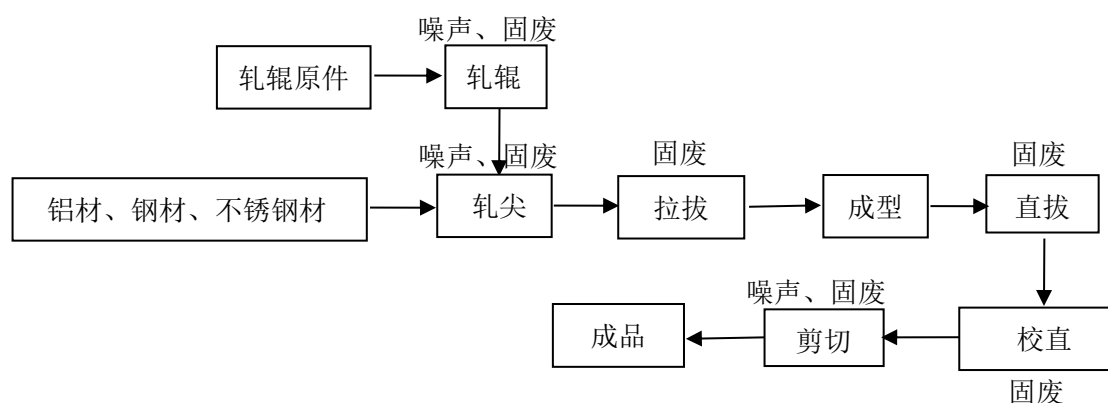 噪声、固废
轧辊原件
轧辊
噪声、固废
固废
固废
铝材、钢材、不锈钢材
轧尖
拉拔
成型
直拔
噪声、固废
成品
剪切
校直
固废